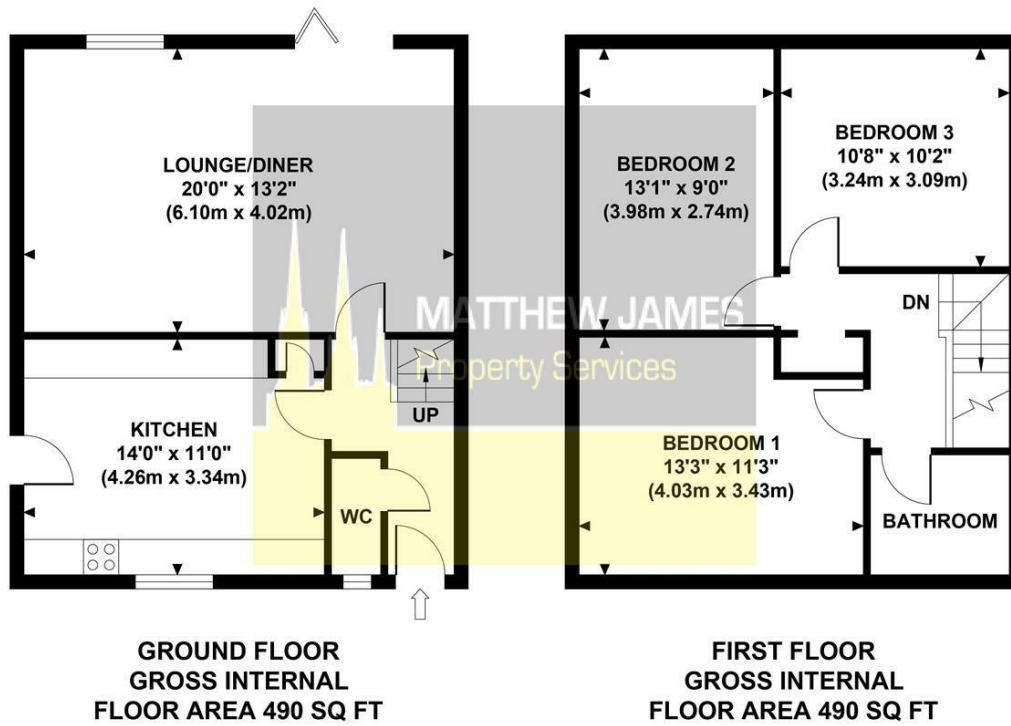 LOUNGE/DINER
20'0" x 13'2"
(6.10m x 4.02m)
KITCHEN
14'0" x 11'0"
(4.26m x 3.34m)
WC
UP
GROUND FLOOR
GROSS INTERNAL
FLOOR AREA 490 SQ FT
BEDROOM 2
13'1" x 9'0"
(3.98m x 2.74m)
BEDROOM 3
10'8" x 10'2"
(3.24m x 3.09m)
DN
BEDROOM 1
13'3" x 11'3"
(4.03m x 3.43m)
BATHROOM
FIRST FLOOR
GROSS INTERNAL
FLOOR AREA 490 SQ FT
MATTHEW JAMES
Property Services